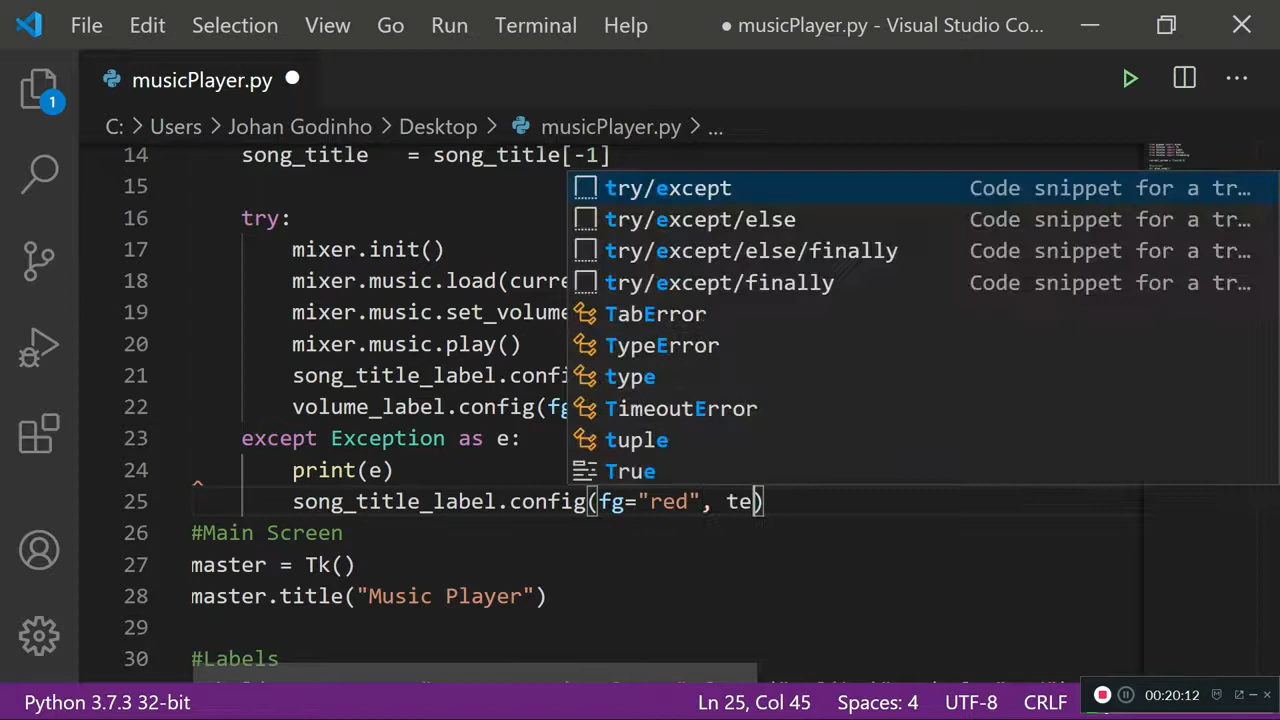 File Edit Selection View Go Run Terminal Help ● musicPlayer.py - Visual Studio Co...
musicPlayer.py
C: > Users > Johan Godinho > Desktop > musicPlayer.py > ...
14 song_title = song_title[-1]
15 try/except Code snippet for a tr...
16 try: try/except/else Code snippet for a tr...
17 mixer.init() try/except/else/finally Code snippet for a tr...
18 mixer.music.load(curre try/except/finally Code snippet for a tr...
19 mixer.music.set_volume TabError
20 mixer.music.play() TypeError
21 song_title_label.confi type
22 volume_label.config(fg TimeoutError
23 except Exception as e: tuple
24 print(e) True
25 song_title_label.config(fg="red", te)
26 #Main Screen
27 master = Tk()
28 master.title("Music Player")
29
30 #Labels
Python 3.7.3 32-bit Ln 25, Col 45 Spaces: 4 UTF-8 CRLF 00:20:12
1